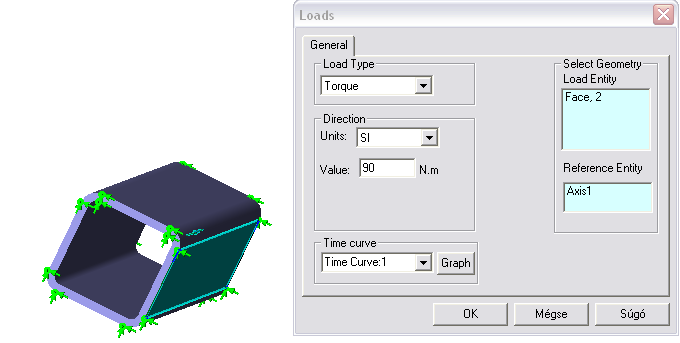 Loads
General
Load Type
Torque
Direction
Units: SI
Value: 90 N.m
Time curve
Time Curve:1 Graph
Select Geometry
Load Entity
Face, 2
Reference Entity
Axis1
OK Mégse Súgó